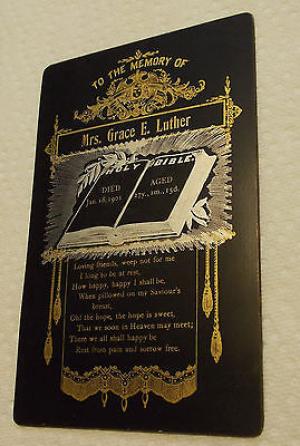 TO THE MEMORY OF
Mrs. Grace E. Luther
HOLY BIBLE.
DIED
Jan. 18, 1901
AGED
27y., 1m., 15d.
Loving friends, weep not for me
I long to be at rest,
How happy, happy I shall be,
When pillowed on my Saviour's
breast,
Oh! the hope, the hope is sweet,
That we soon in Heaven may meet;
There we all shall happy be
Rest from pain and sorrow free.